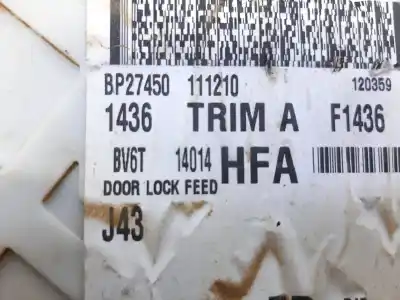 BP27450 111210 120359
1436 TRIM A F1436
BV6T 14014 HFA
DOOR LOCK FEED
J43